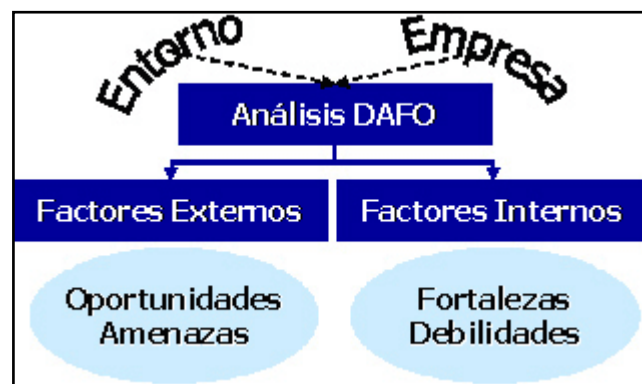 Entorno
Empresa
Análisis DAFO
Factores Externos
Factores Internos
Oportunidades
Amenazas
Fortalezas
Debilidades